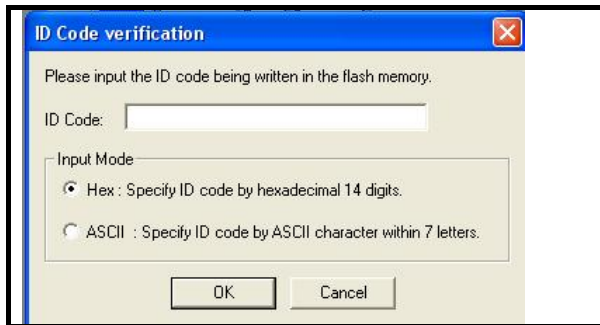 ID Code verification
Please input the ID code being written in the flash memory.
ID Code:
Input Mode
Hex : Specify ID code by hexadecimal 14 digits.
ASCII : Specify ID code by ASCII character within 7 letters.
OK Cancel